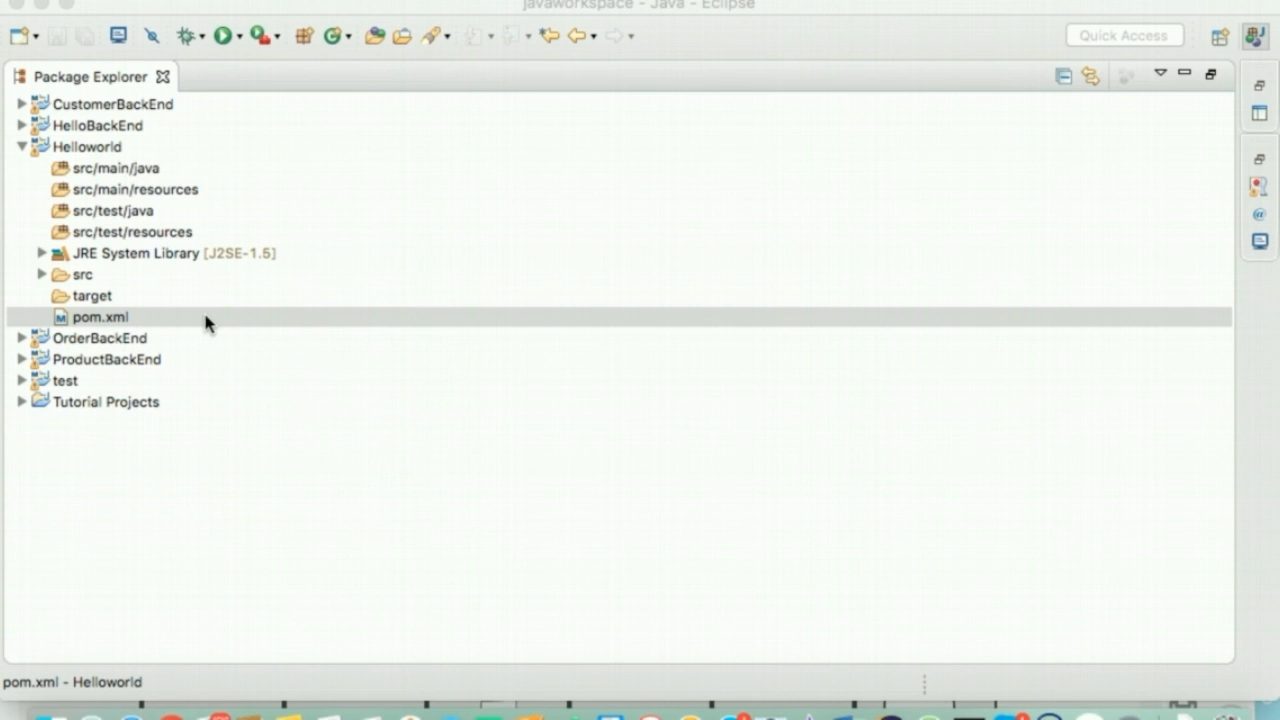 javaworkspace - Java - Eclipse
Quick Access
Package Explorer
CustomerBackEnd
HelloBackEnd
Helloworld
src/main/java
src/main/resources
src/test/java
src/test/resources
JRE System Library [J2SE-1.5]
src
target
pom.xml
OrderBackEnd
ProductBackEnd
test
Tutorial Projects
pom.xml - Helloworld